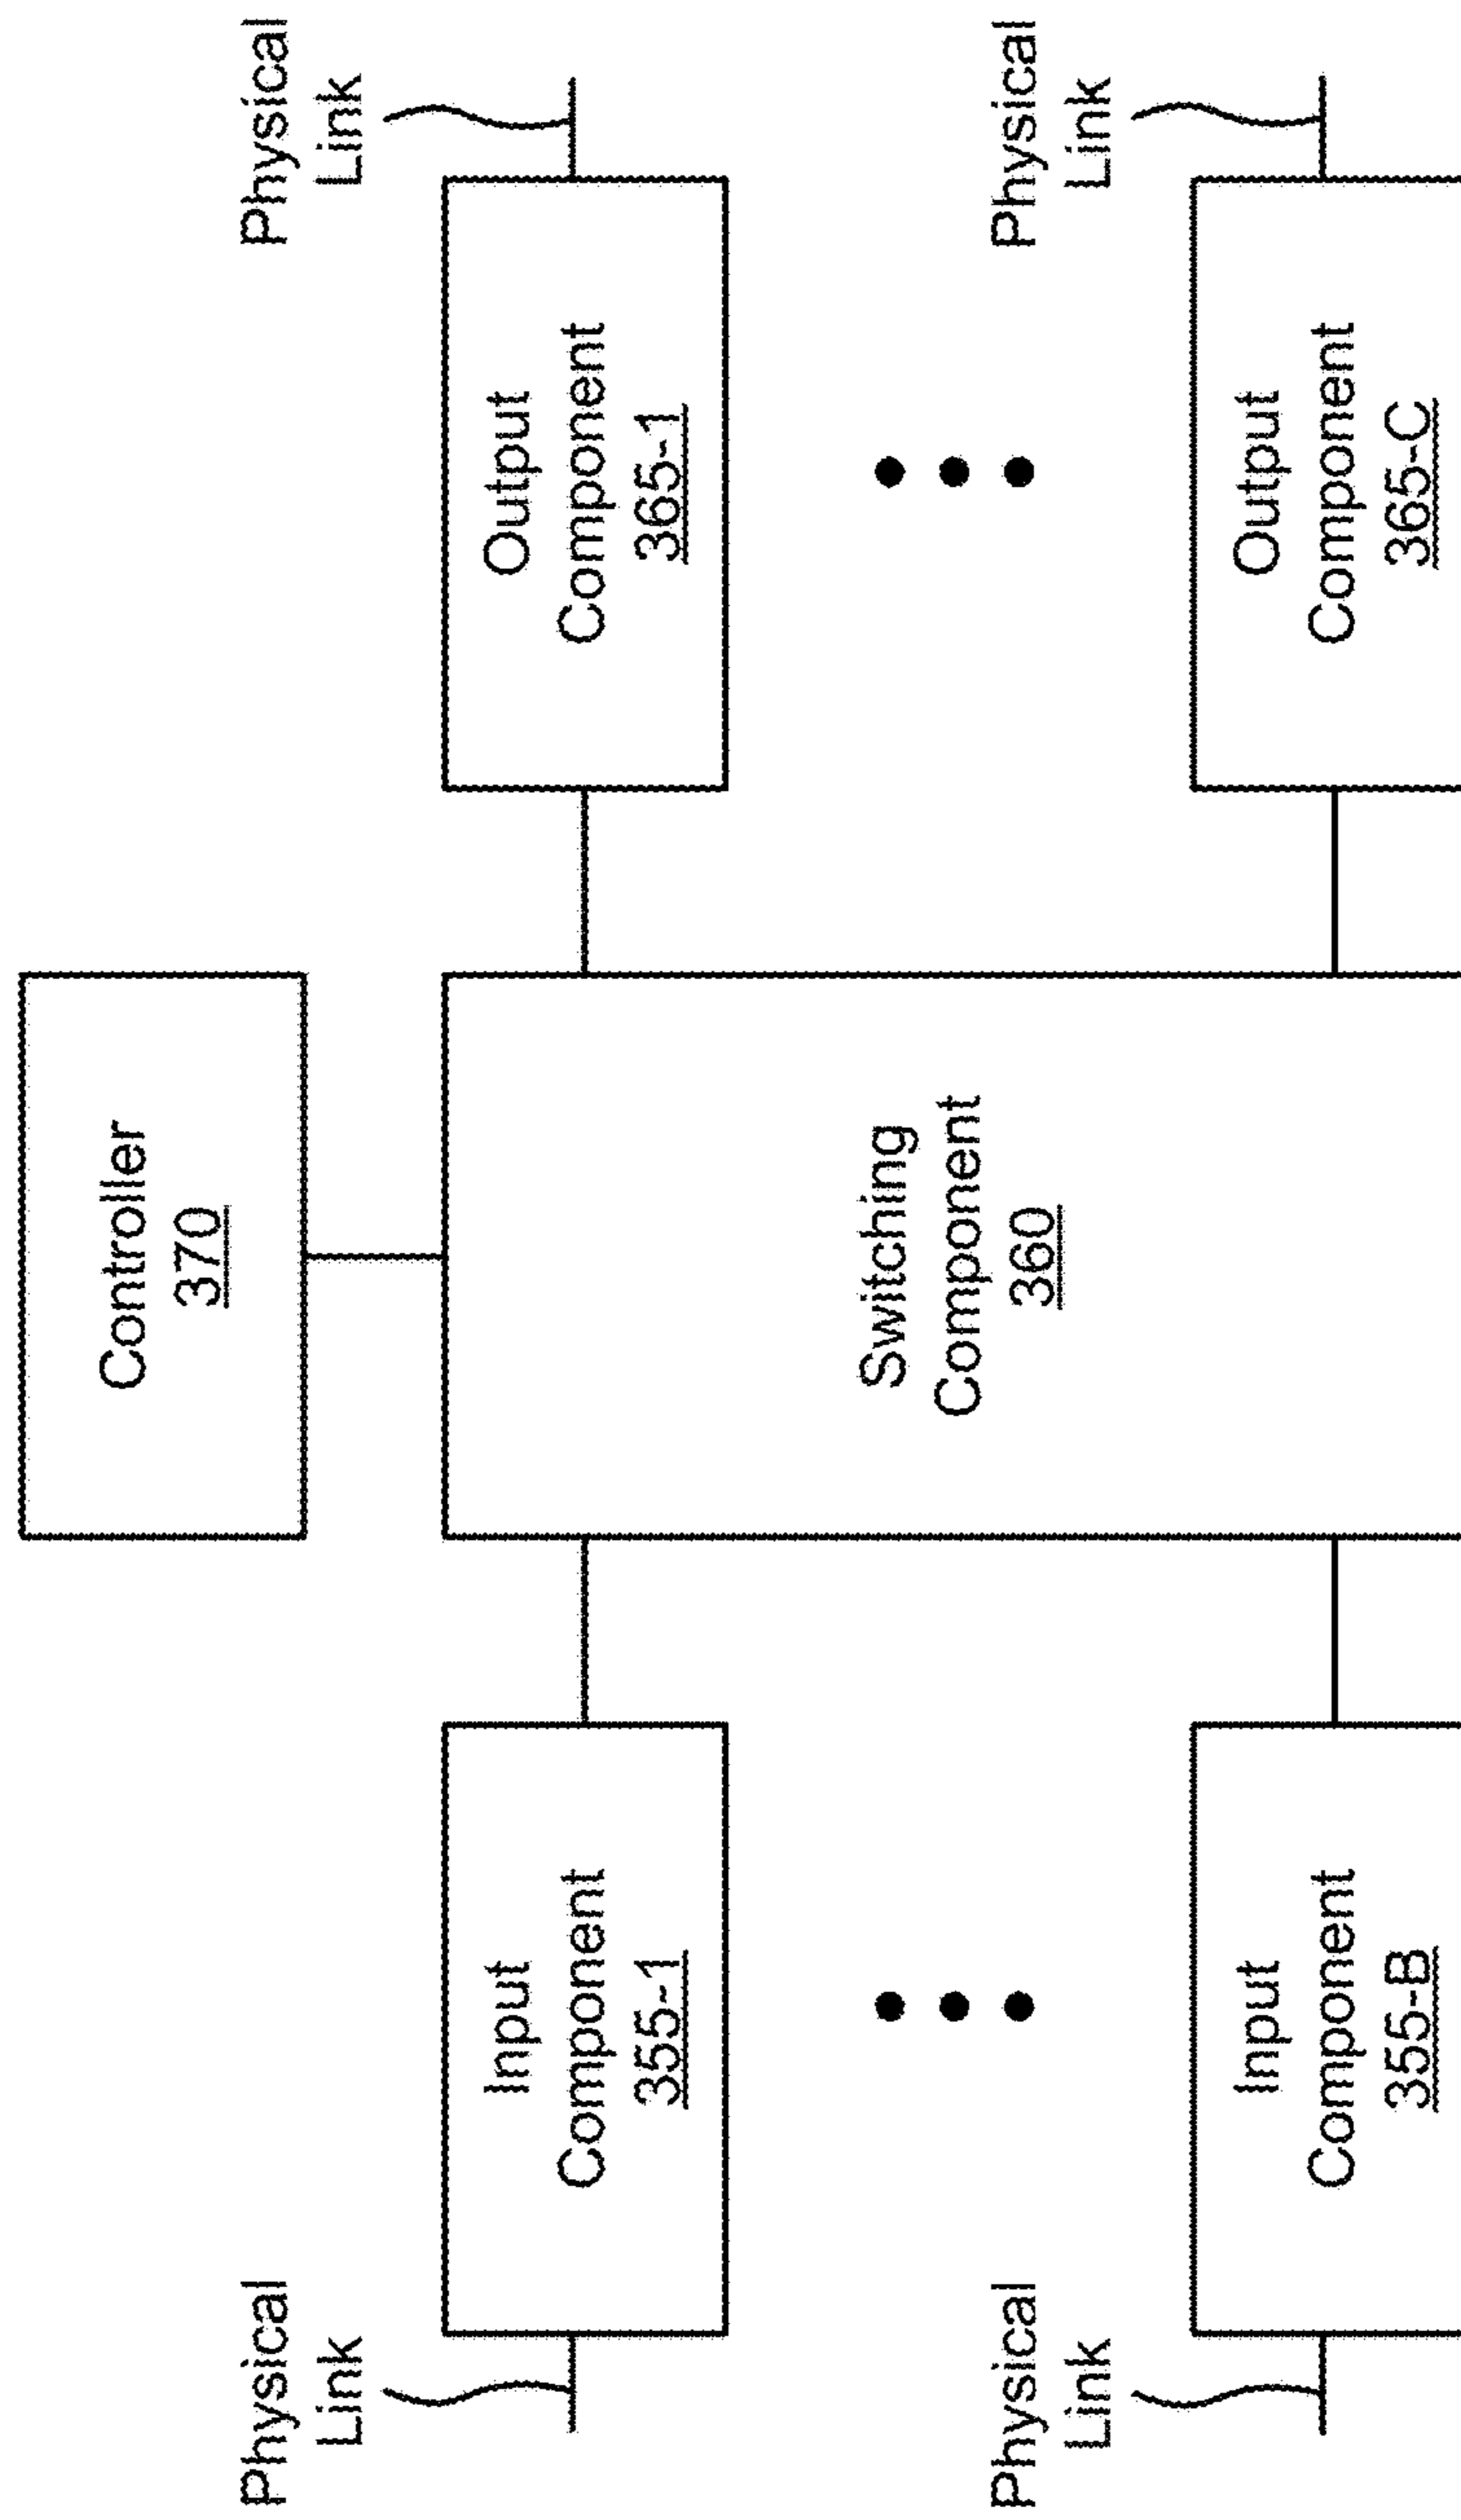 Controller
370
Physical
Link
Input
Component
355-1
Switching
Component
360
Output
Component
365-1
Physical
Link
Physical
Link
Input
Component
355-B
Output
Component
365-C
Physical
Link